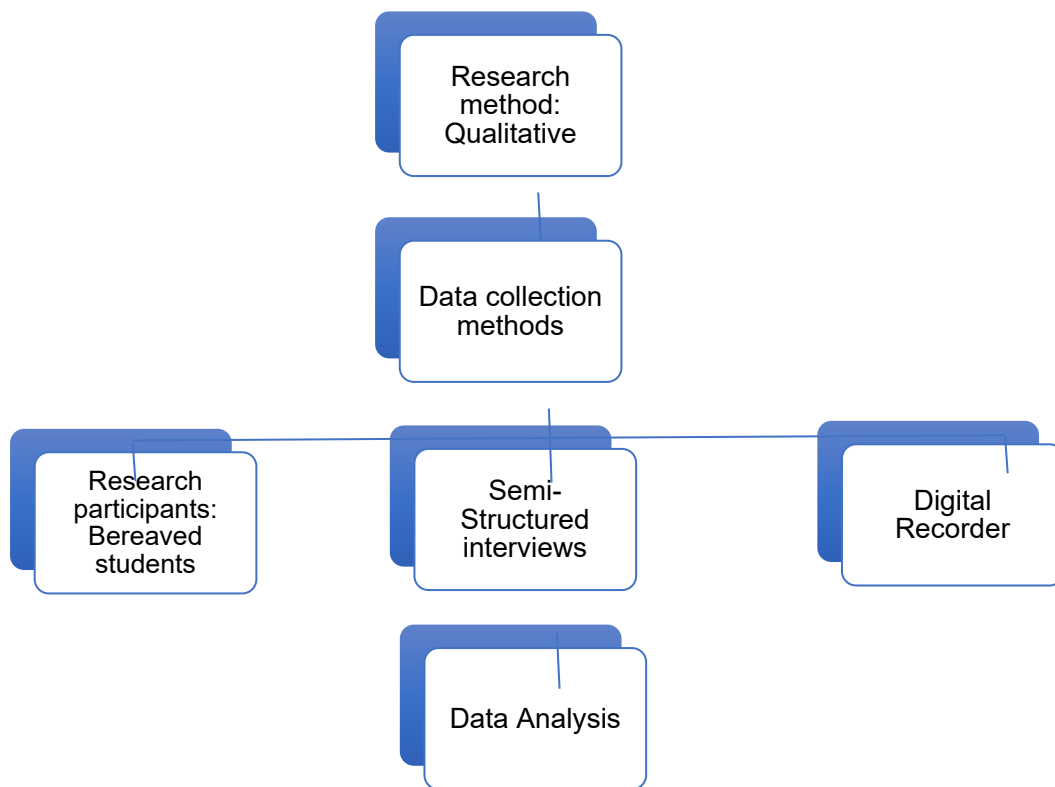 Research
method:
Qualitative
Data collection
methods
Research
participants:
Bereaved
students
Semi-
Structured
interviews
Digital
Recorder
Data Analysis